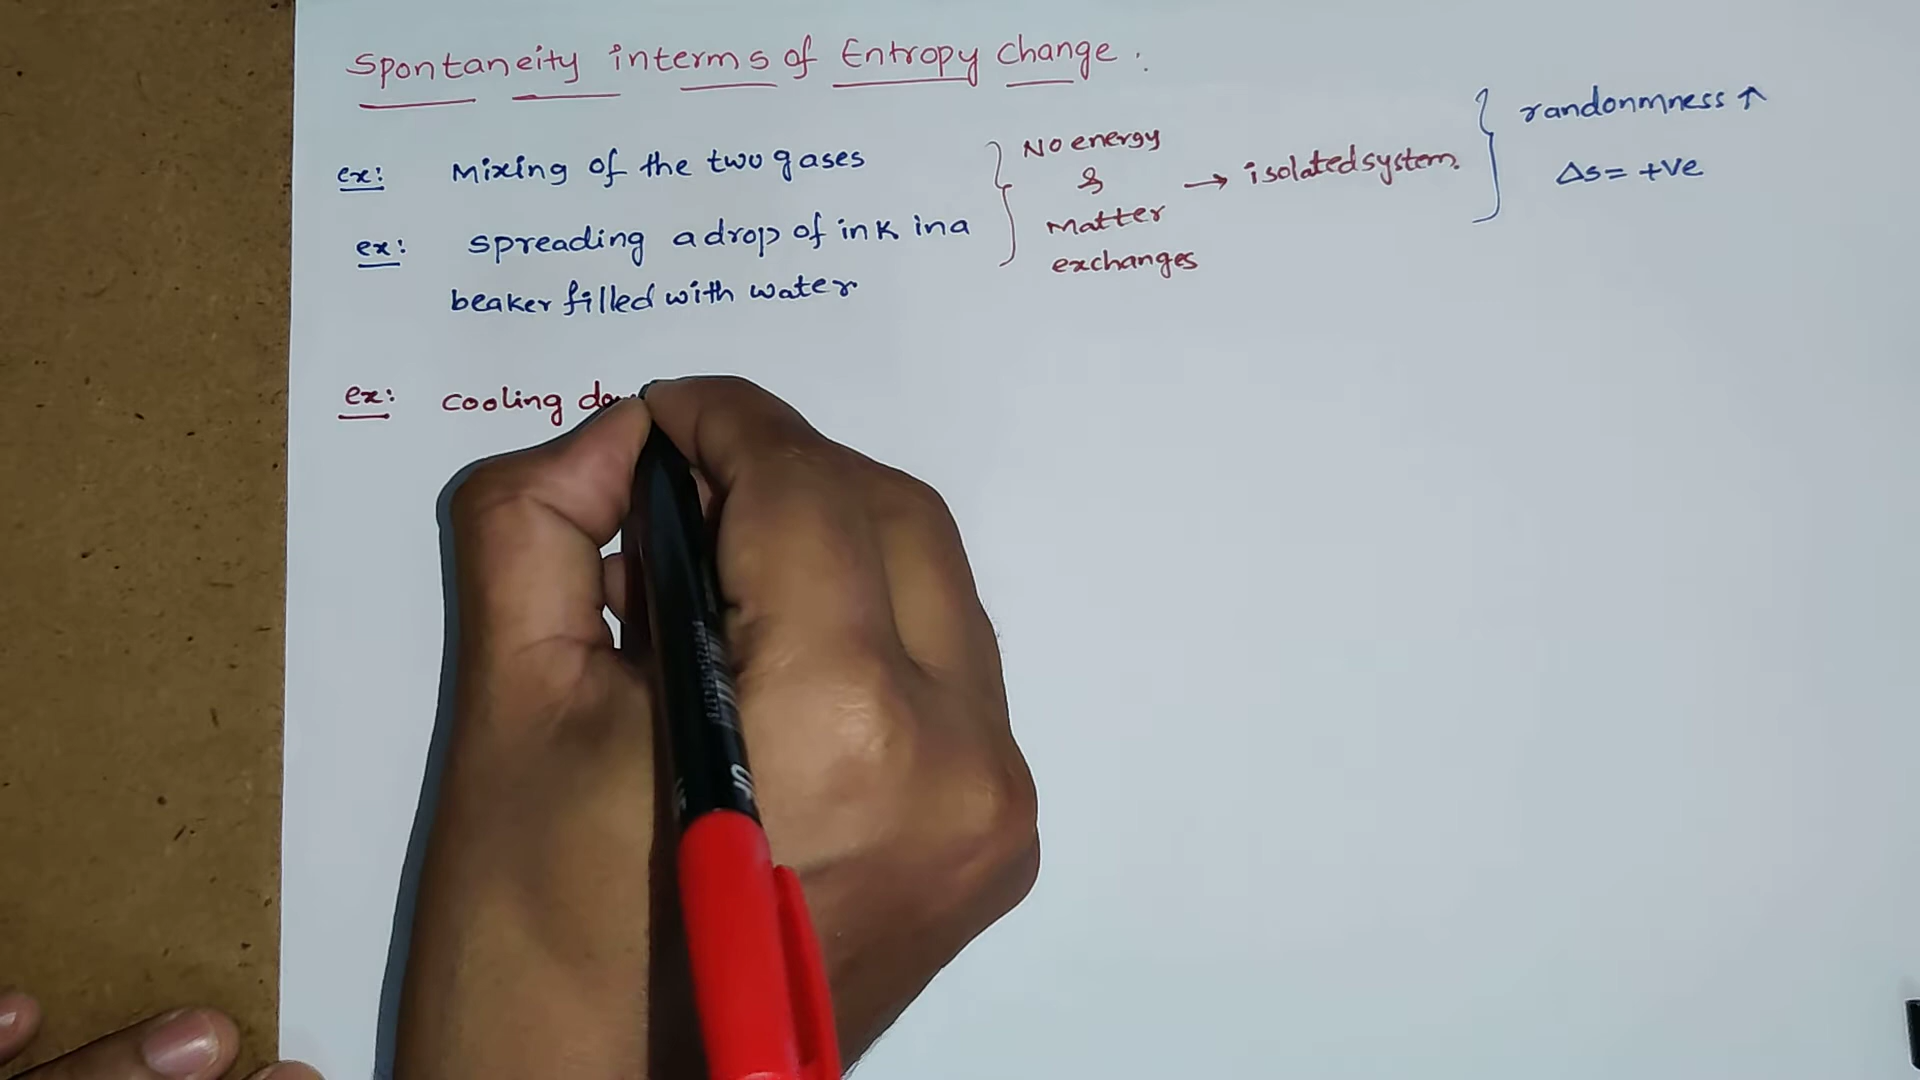 Spontaneity interms of Entropy change.
ex: Mixing of the two gases
ex: spreading a drop of ink in a
beaker filled with water
No energy
&
Matter
exchanges
→ isolated system.
randonmness ↑
Δs = +ve
ex: cooling